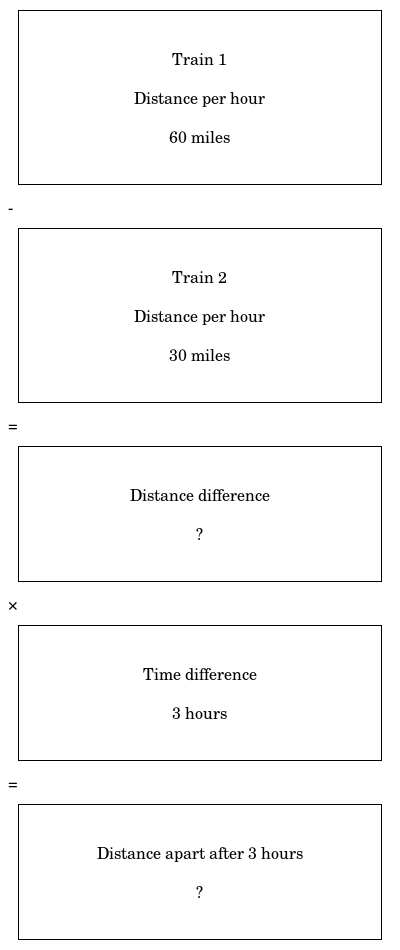 Train 1
Distance per hour
60 miles
-
Train 2
Distance per hour
30 miles
=
Distance difference
?
×
Time difference
3 hours
=
Distance apart after 3 hours
?